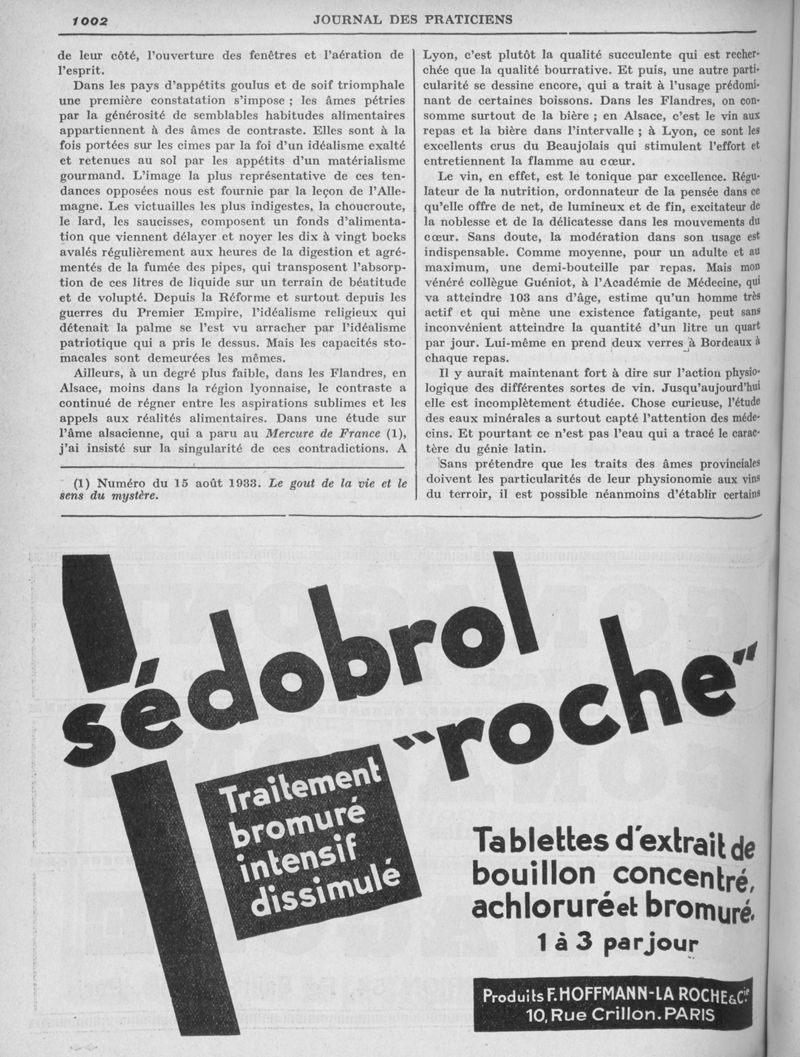 1002
JOURNAL DES PRATICIENS
de leur côté, l'ouverture des fenêtres et l'aération de
l'esprit.
Dans les pays d'appétits goulus et de soif triomphale
une première constatation s'impose ; les âmes pétries
par la générosité de semblables habitudes alimentaires
appartiennent à des âmes de contraste. Elles sont à la
fois portées sur les cimes par la foi d'un idéalisme exalté
et retenues au sol par les appétits d'un matérialisme
gourmand. L'image la plus représentative de ces ten-
dances opposées nous est fournie par la leçon de l'Alle-
magne. Les victuailles les plus indigestes, la choucroute,
le lard, les saucisses, composent un fonds d'alimenta-
tion que viennent délayer et noyer les dix à vingt bocks
avalés régulièrement aux heures de la digestion et agré-
mentés de la fumée des pipes, qui transposent l'absorp-
tion de ces litres de liquide sur un terrain de béatitude
et de volupté. Depuis la Réforme et surtout depuis les
guerres du Premier Empire, l'idéalisme religieux qui
détenait la palme se l'est vu arracher par l'idéalisme
patriotique qui a pris le dessus. Mais les capacités sto-
macales sont demeurées les mêmes.
Ailleurs, à un degré plus faible, dans les Flandres, en
Alsace, moins dans la région lyonnaise, le contraste a
continué de régner entre les aspirations sublimes et les
appels aux réalités alimentaires. Dans une étude sur
l'âme alsacienne, qui a paru au Mercure de France (1),
j'ai insisté sur la singularité de ces contradictions. A
(1) Numéro du 15 août 1933. Le gout de la vie et le
sens du mystère.
Lyon, c'est plutôt la qualité succulente qui est recher-
chée que la qualité bourrative. Et puis, une autre parti-
cularité se dessine encore, qui a trait à l'usage prédomi-
nant de certaines boissons. Dans les Flandres, on con-
somme surtout de la bière ; en Alsace, c'est le vin aux
repas et la bière dans l'intervalle ; à Lyon, ce sont les
excellents crus du Beaujolais qui stimulent l'effort et
entretiennent la flamme au cœur.
Le vin, en effet, est le tonique par excellence. Régu-
lateur de la nutrition, ordonnateur de la pensée dans ce
qu'elle offre de net, de lumineux et de fin, excitateur de
la noblesse et de la délicatesse dans les mouvements du
cœur. Sans doute, la modération dans son usage est
indispensable. Comme moyenne, pour un adulte et au
maximum, une demi-bouteille par repas. Mais mon
vénéré collègue Guéniot, à l'Académie de Médecine, qui
va atteindre 103 ans d'âge, estime qu'un homme très
actif et qui mène une existence fatigante, peut sans
inconvénient atteindre la quantité d'un litre un quart
par jour. Lui-même en prend deux verres à Bordeaux à
chaque repas.
Il y aurait maintenant fort à dire sur l'action physio-
logique des différentes sortes de vin. Jusqu'aujourd'hui
elle est incomplètement étudiée. Chose curieuse, l'étude
des eaux minérales a surtout capté l'attention des méde-
cins. Et pourtant ce n'est pas l'eau qui a tracé le carac-
tère du génie latin.
Sans prétendre que les traits des âmes provinciales
doivent les particularités de leur physionomie aux vins
du terroir, il est possible néanmoins d'établir certains
sédobrol
"roche"
Traitement
bromuré
intensif
dissimulé
Tablettes d'extrait de
bouillon concentré,
achloruré et bromuré.
1 à 3 par jour
Produits F. HOFFMANN-LA ROCHE & Cie
10, Rue Crillon. PARIS